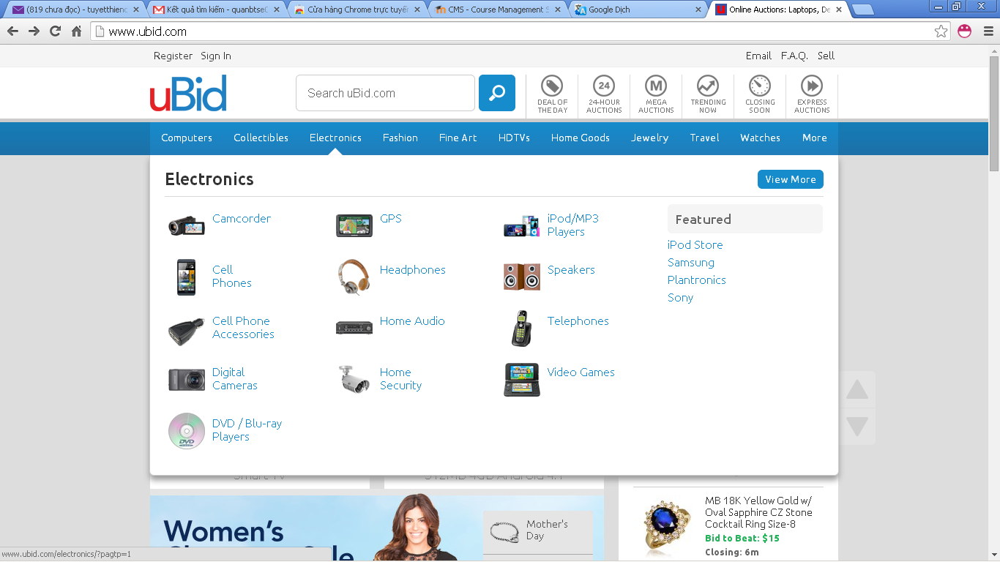 (819 chưa đọc) - tuyetthienc
Kết quả tìm kiếm - quanbtse0
Cửa hàng Chrome trực tuyế
CMS - Course Management S
Google Dịch
Online Auctions: Laptops, De
www.ubid.com
Register Sign In
Email F.A.Q. Sell
uBid
Search uBid.com
DEAL OF
THE DAY
24
24-HOUR
AUCTIONS
M
MEGA
AUCTIONS
TRENDING
NOW
CLOSING
SOON
EXPRESS
AUCTIONS
Computers Collectibles Electronics Fashion Fine Art HDTVs Home Goods Jewelry Travel Watches More
Electronics
View More
Camcorder
GPS
iPod/MP3
Players
Featured
iPod Store
Samsung
Plantronics
Sony
Cell
Phones
Headphones
Speakers
Cell Phone
Accessories
Home Audio
Telephones
Digital
Cameras
Home
Security
Video Games
DVD
DVD / Blu-ray
Players
Smart TV
512MB 4GB Android 4.1
Women's
Sale
Mother's
Day
MB 18K Yellow Gold w/
Oval Sapphire CZ Stone
Cocktail Ring Size-8
Bid to Beat: $15
Closing: 6m
www.ubid.com/electronics/?pagtp=1